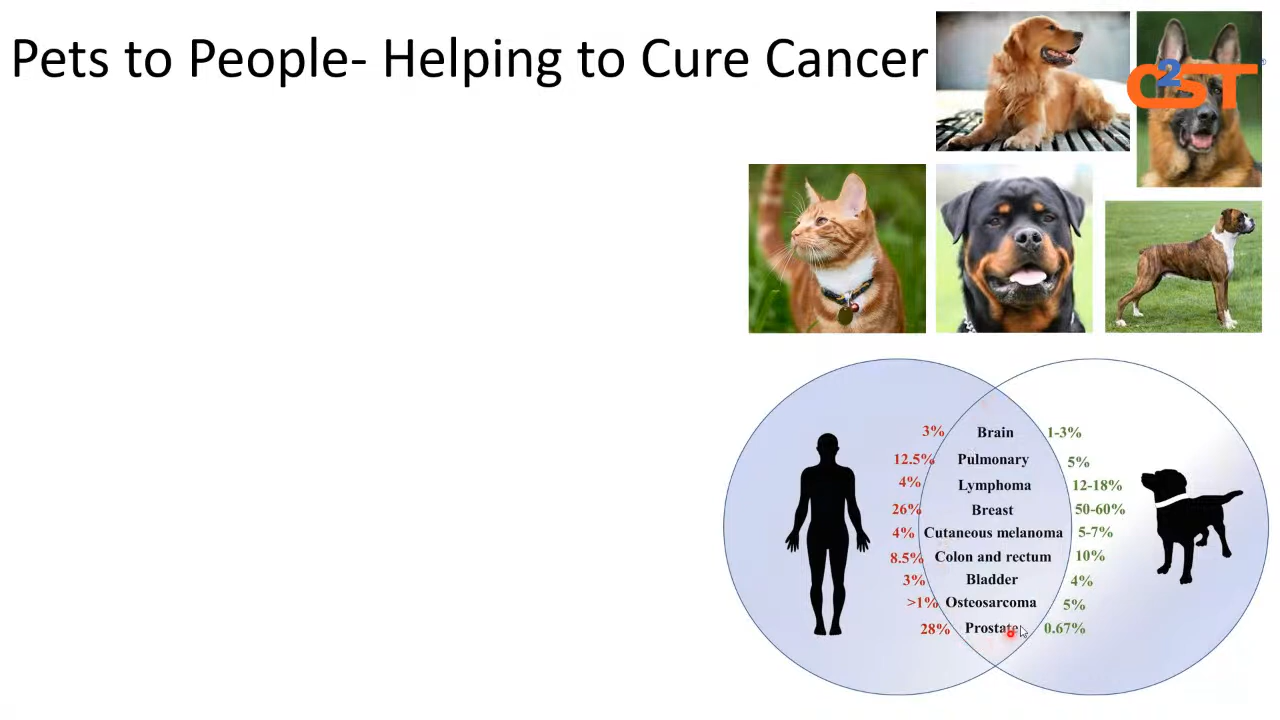 Pets to People- Helping to Cure Cancer
C2ST®
3% Brain 1-3%
12.5% Pulmonary 5%
4% Lymphoma 12-18%
26% Breast 50-60%
4% Cutaneous melanoma 5-7%
8.5% Colon and rectum 10%
3% Bladder 4%
>1% Osteosarcoma 5%
28% Prostate 0.67%